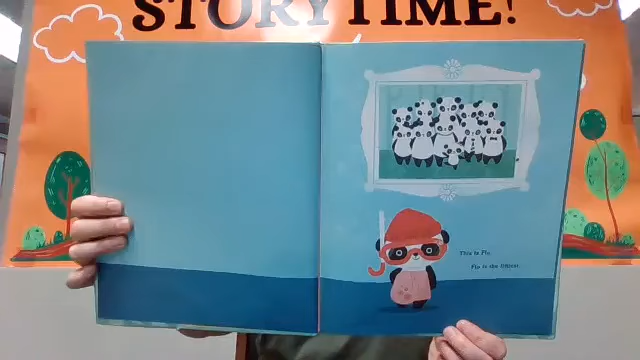 STORYTIME!
This is Flo.
Flo is the littlest.